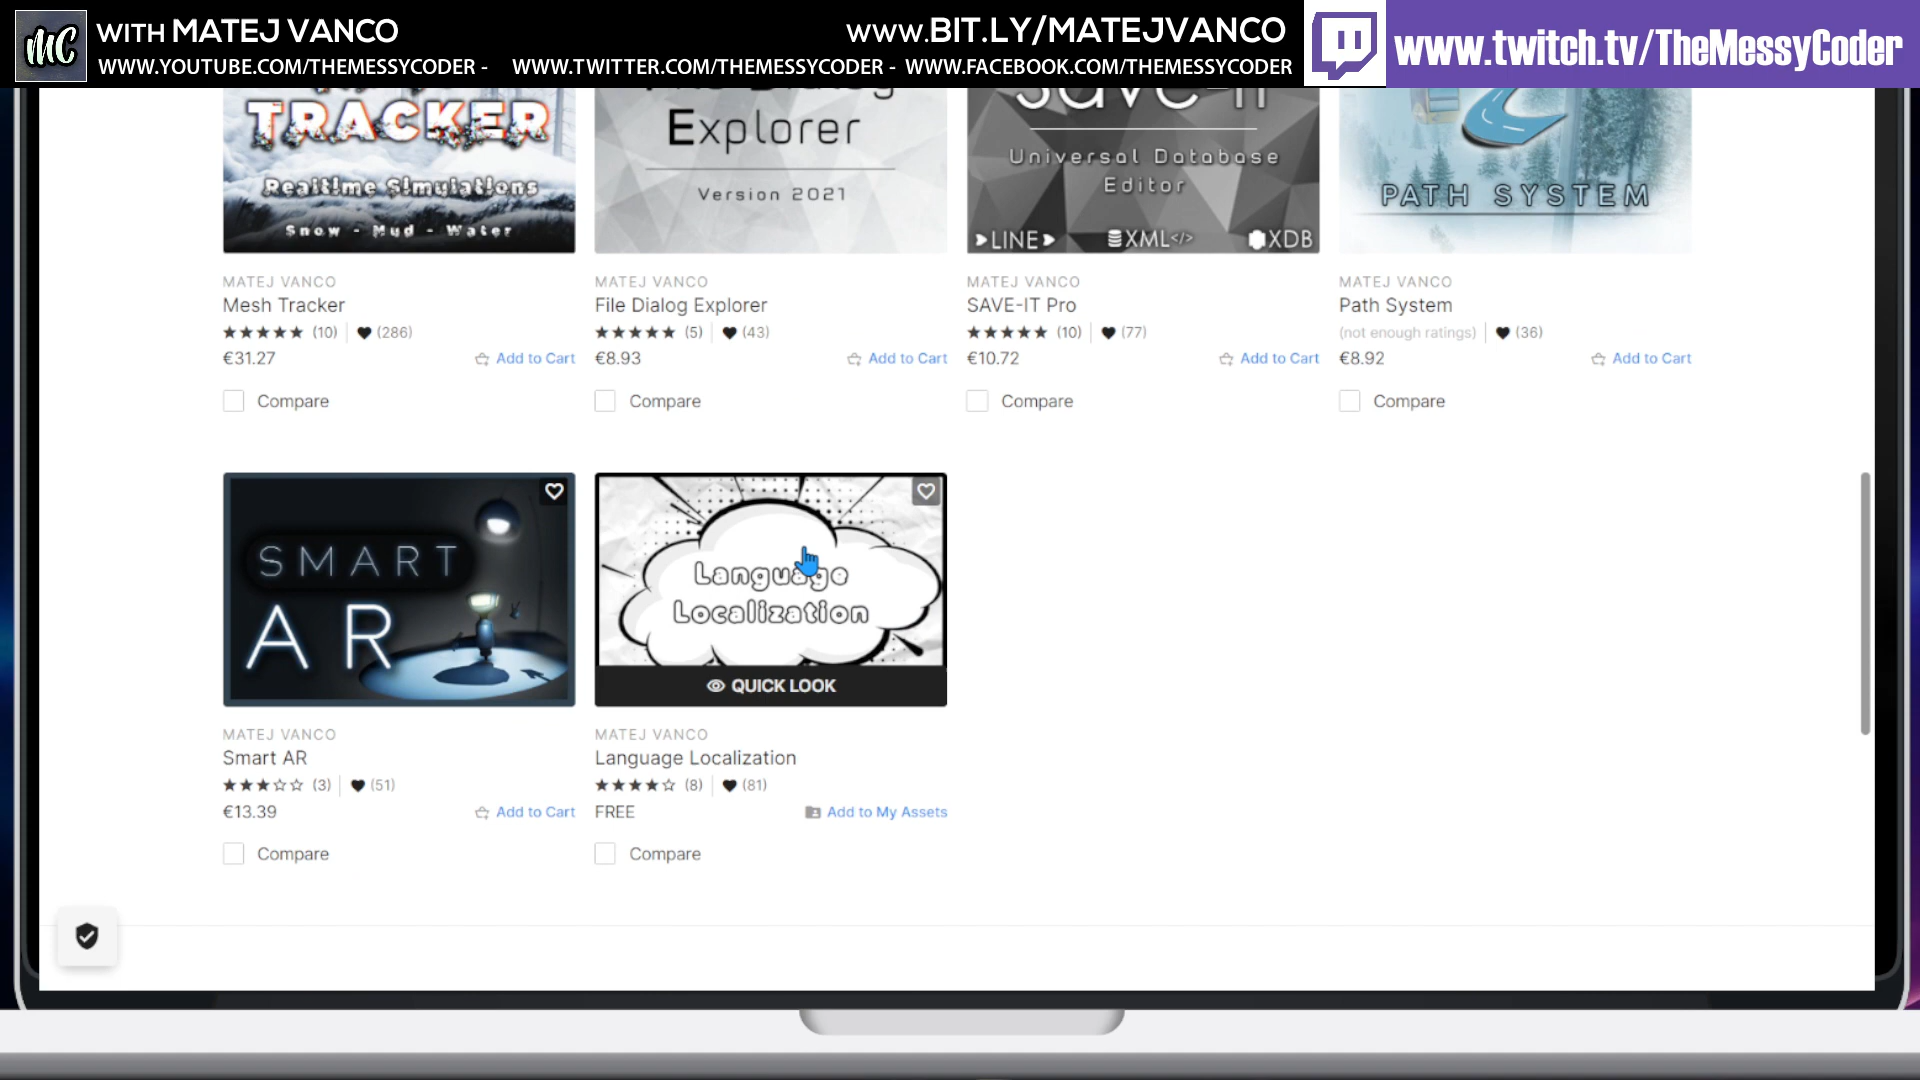 MC WITH MATEJ VANCO
WWW.YOUTUBE.COM/THEMESSYCODER - WWW.TWITTER.COM/THEMESSYCODER - WWW.FACEBOOK.COM/THEMESSYCODER
WWW.BIT.LY/MATEJVANCO
www.twitch.tv/TheMessyCoder
TRACKER
Realtime Simulations
Snow - Mud - Water
File Dialog
Explorer
Version 2021
Save-It
Universal Database
Editor
LINE XML</> XDB
PATH SYSTEM
MATEJ VANCO
Mesh Tracker
(10) (286)
€31.27 Add to Cart
Compare
MATEJ VANCO
File Dialog Explorer
(5) (43)
€8.93 Add to Cart
Compare
MATEJ VANCO
SAVE-IT Pro
(10) (77)
€10.72 Add to Cart
Compare
MATEJ VANCO
Path System
(not enough ratings) (36)
€8.92 Add to Cart
Compare
SMART
AR
MATEJ VANCO
Smart AR
(3) (51)
€13.39 Add to Cart
Compare
Language
Localization
QUICK LOOK
MATEJ VANCO
Language Localization
(8) (81)
FREE Add to My Assets
Compare